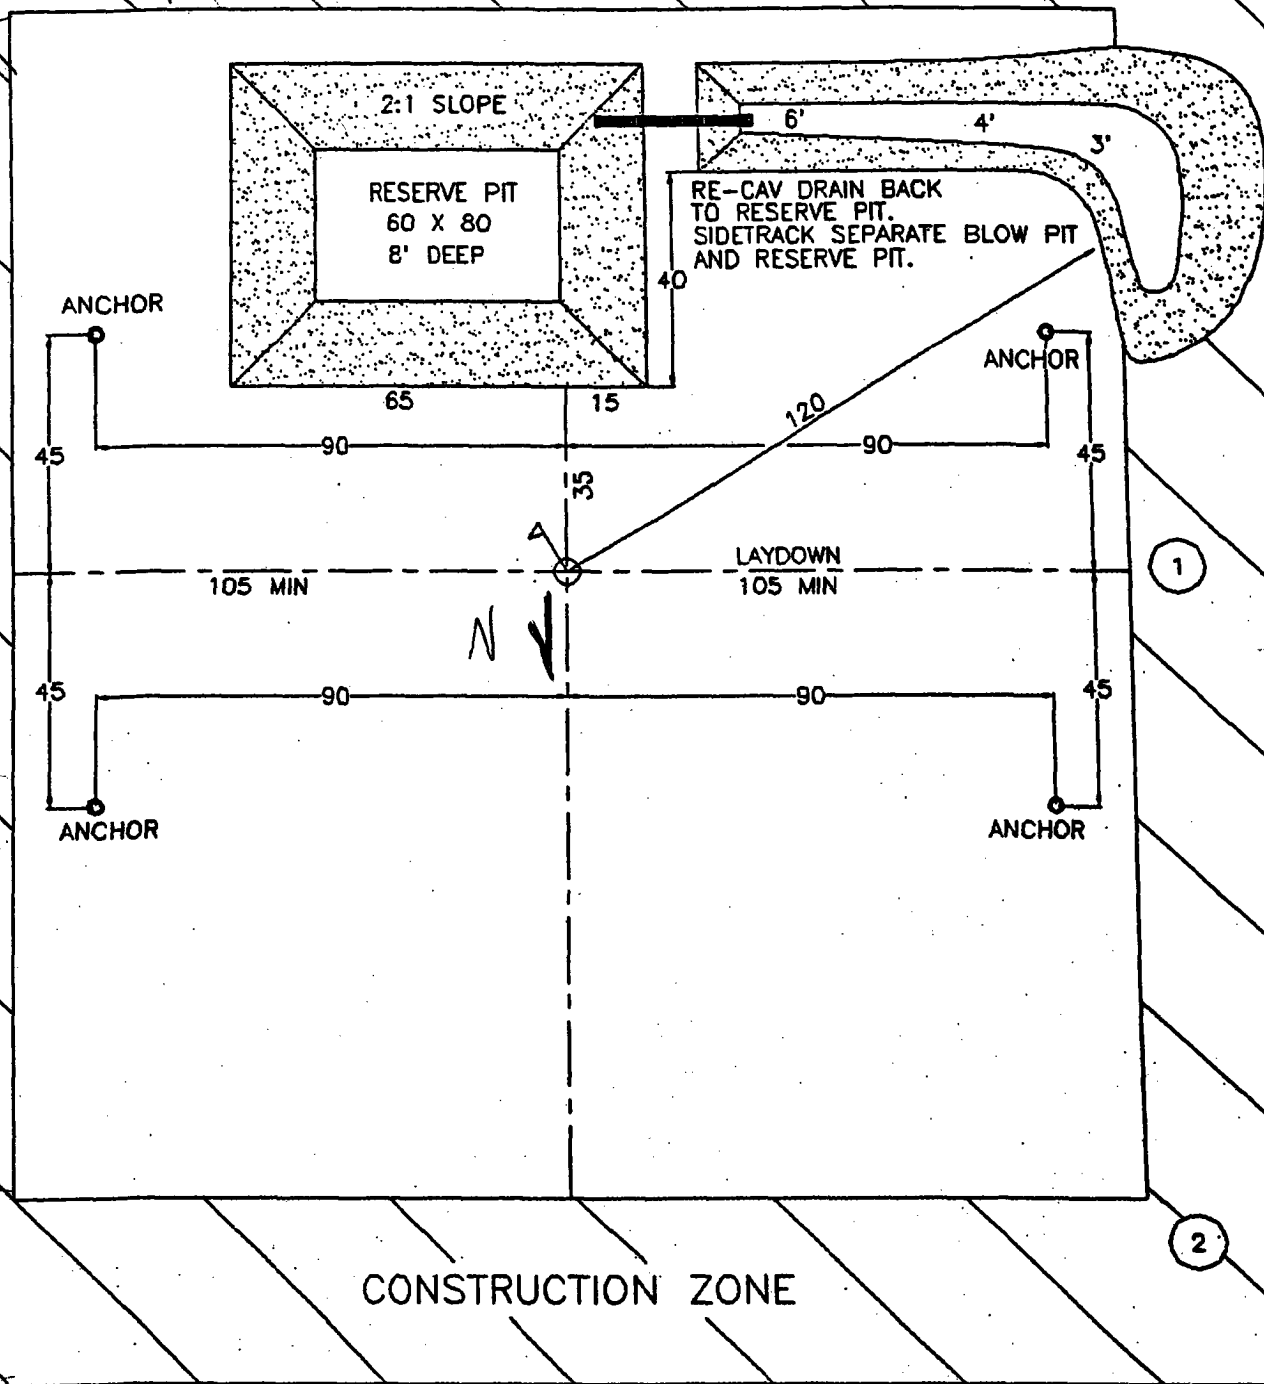 2:1 SLOPE
6'
4'
3'
RESERVE PIT
60 X 80
8' DEEP
RE-CAV DRAIN BACK
TO RESERVE PIT.
SIDETRACK SEPARATE BLOW PIT
AND RESERVE PIT.
40
ANCHOR
ANCHOR
65
15
120
45
90
90
45
35
LAYDOWN
105 MIN
105 MIN
1
N
45
90
90
45
ANCHOR
ANCHOR
2
CONSTRUCTION ZONE